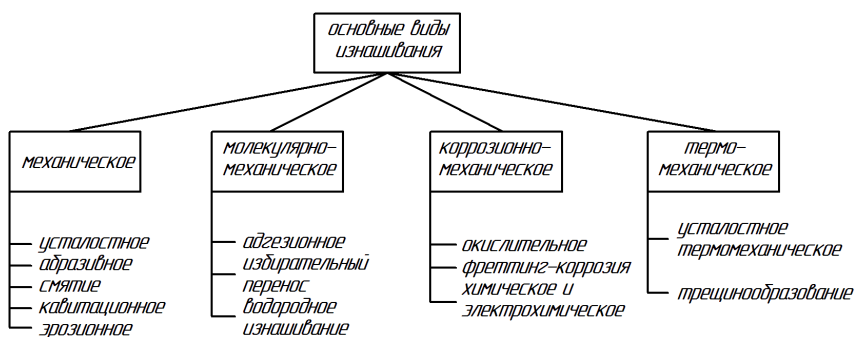 основные виды
изнашивания
механическое
молекулярно-
механическое
коррозионно-
механическое
термо-
механическое
усталостное
абразивное
смятие
кавитационное
эрозионное
адгезионное
избирательный
перенос
водородное
изнашивание
окислительное
фреттинг-коррозия
химическое и
электрохимическое
усталостное
термомеханическое
трещинообразование